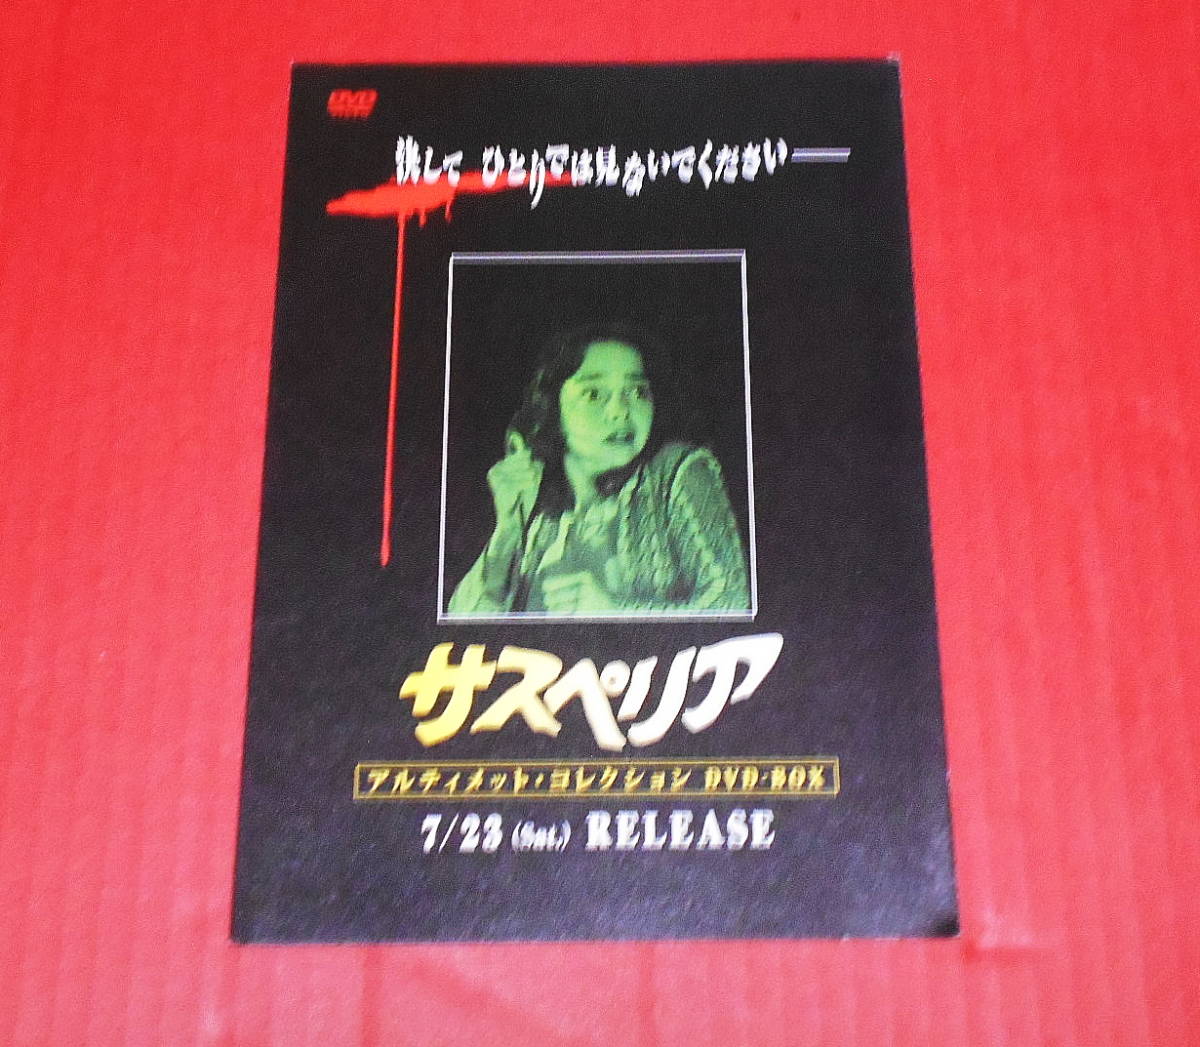 DVD
VIDEO
決して ひとりでは見ないでください──
サスペリア
アルティメット・コレクション DVD-BOX
7/23 (Sat.) RELEASE